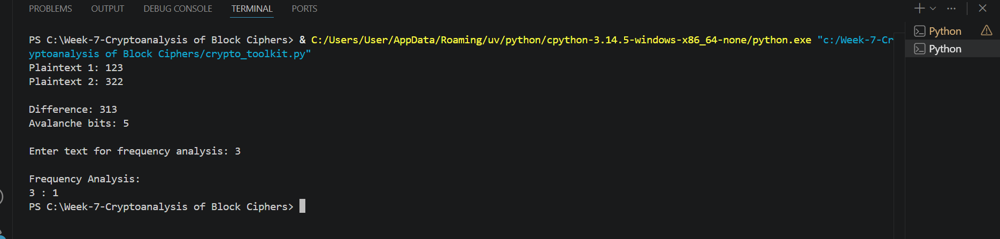 PROBLEMS OUTPUT DEBUG CONSOLE TERMINAL PORTS
PS C:\Week-7-Cryptoanalysis of Block Ciphers> & C:/Users/User/AppData/Roaming/uv/python/cpython-3.14.5-windows-x86_64-none/python.exe "c:/Week-7-Cr
yptoanalysis of Block Ciphers/crypto_toolkit.py"
Plaintext 1: 123
Plaintext 2: 322
Difference: 313
Avalanche bits: 5
Enter text for frequency analysis: 3
Frequency Analysis:
3 : 1
PS C:\Week-7-Cryptoanalysis of Block Ciphers>
Python
Python